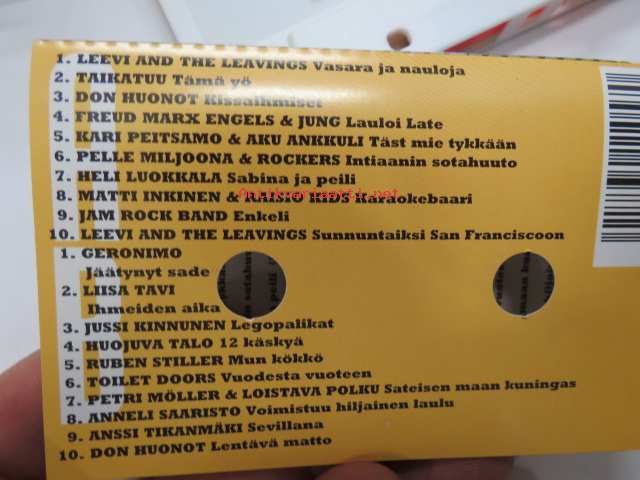 1. LEEVI AND THE LEAVINGS Vasara ja nauloja
2. TAIKATUU Tämä yö
3. DON HUONOT Kissaihmiset
4. FREUD MARX ENGELS & JUNG Lauloi Late
5. KARI PEITSAMO & AKU ANKKULI Täst mie tykkään
6. PELLE MILJOONA & ROCKERS Intiaanin sotahuuto
7. HELI LUOKKALA Sabina ja peili
8. MATTI INKINEN & RAISIO KIDS Karaokebaari
9. JAM ROCK BAND Enkeli
10. LEEVI AND THE LEAVINGS Sunnuntaiksi San Franciscoon
1. GERONIMO
Jäätynyt sade
2. LIISA TAVI
Ihmeiden aika
3. JUSSI KINNUNEN Legopalikat
4. HUOJUVA TALO 12 käskyä
5. RUBEN STILLER Mun kökkö
6. TOILET DOORS Vuodesta vuoteen
7. PETRI MÖLLER & LOISTAVA POLKU Sateisen maan kuningas
8. ANNELI SAARISTO Voimistuu hiljainen laulu
9. ANSSI TIKANMÄKI Sevillana
10. DON HUONOT Lentävä matto